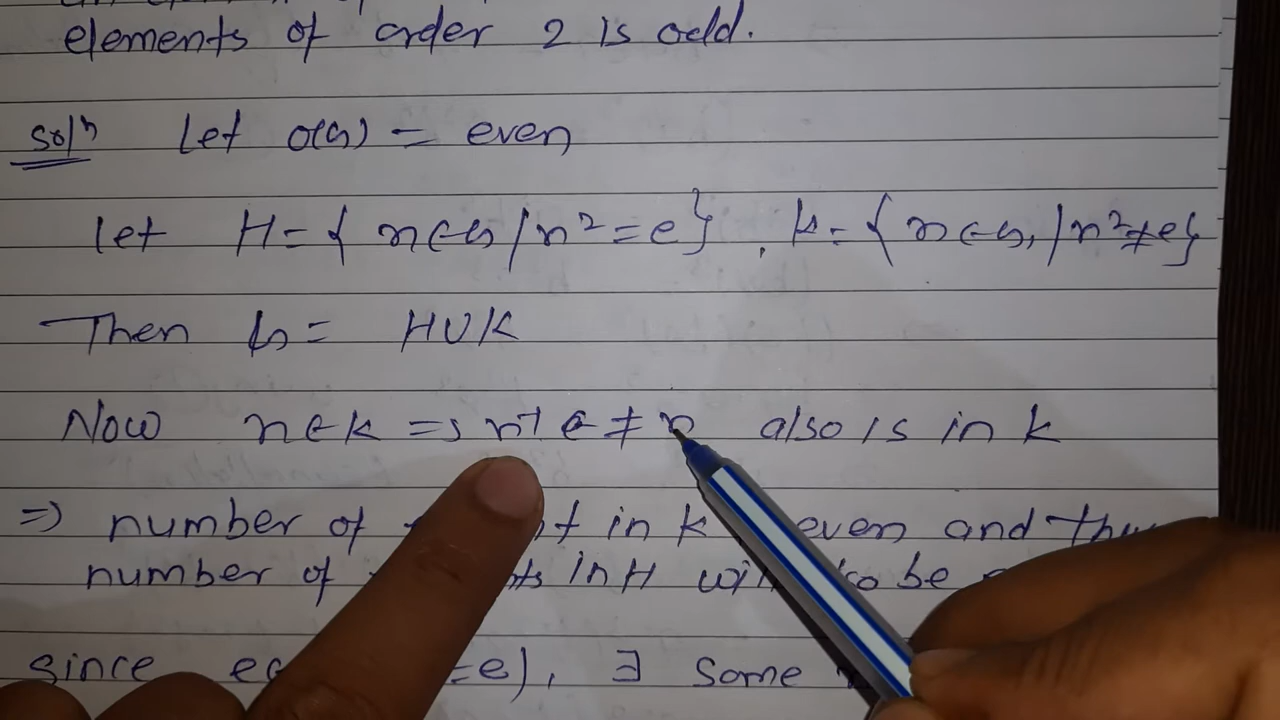 elements of order 2 is odd.
Solⁿ Let o(G) = even
Let H = { x ∈ G / x² = e} , K = { x ∈ G, / x² ≠ e}
Then G = H ∪ K
Now x ∈ K => x⁻¹ ≠ x also is in K
=> number of in K even and
number of in H be
since = e), ∃ some